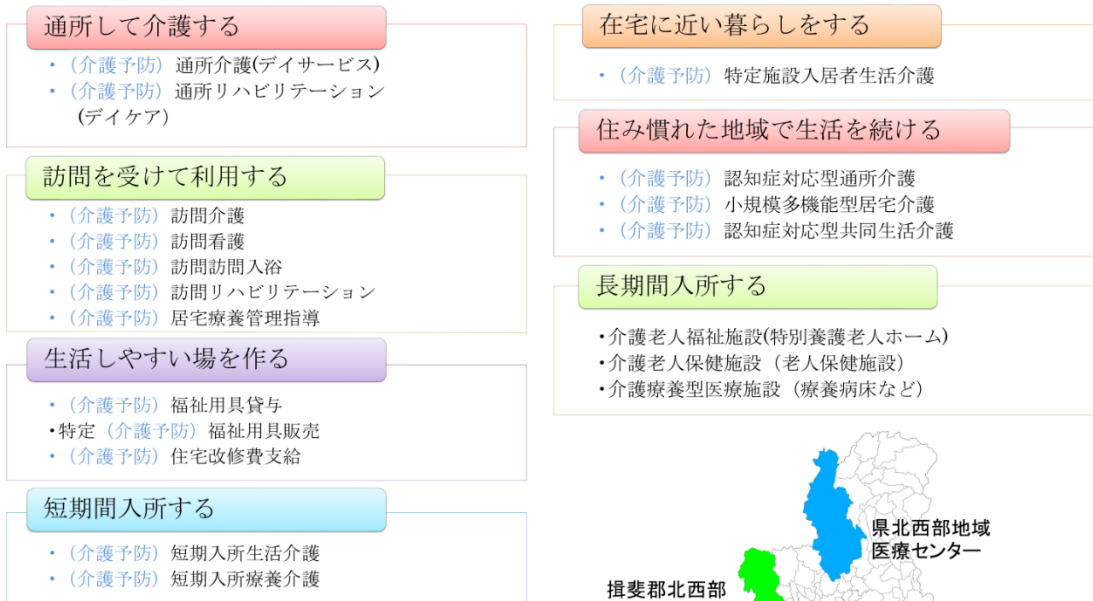 通所して介護する
・(介護予防) 通所介護(デイサービス)
・(介護予防) 通所リハビリテーション
(デイケア)
訪問を受けて利用する
・(介護予防) 訪問介護
・(介護予防) 訪問看護
・(介護予防) 訪問訪問入浴
・(介護予防) 訪問リハビリテーション
・(介護予防) 居宅療養管理指導
生活しやすい場を作る
・(介護予防) 福祉用具貸与
・特定 (介護予防) 福祉用具販売
・(介護予防) 住宅改修費支給
短期間入所する
・(介護予防) 短期入所生活介護
・(介護予防) 短期入所療養介護
在宅に近い暮らしをする
・(介護予防) 特定施設入居者生活介護
住み慣れた地域で生活を続ける
・(介護予防) 認知症対応型通所介護
・(介護予防) 小規模多機能型居宅介護
・(介護予防) 認知症対応型共同生活介護
長期間入所する
・介護老人福祉施設(特別養護老人ホーム)
・介護老人保健施設 (老人保健施設)
・介護療養型医療施設 (療養病床など)
県北西部地域
医療センター
揖斐郡北西部